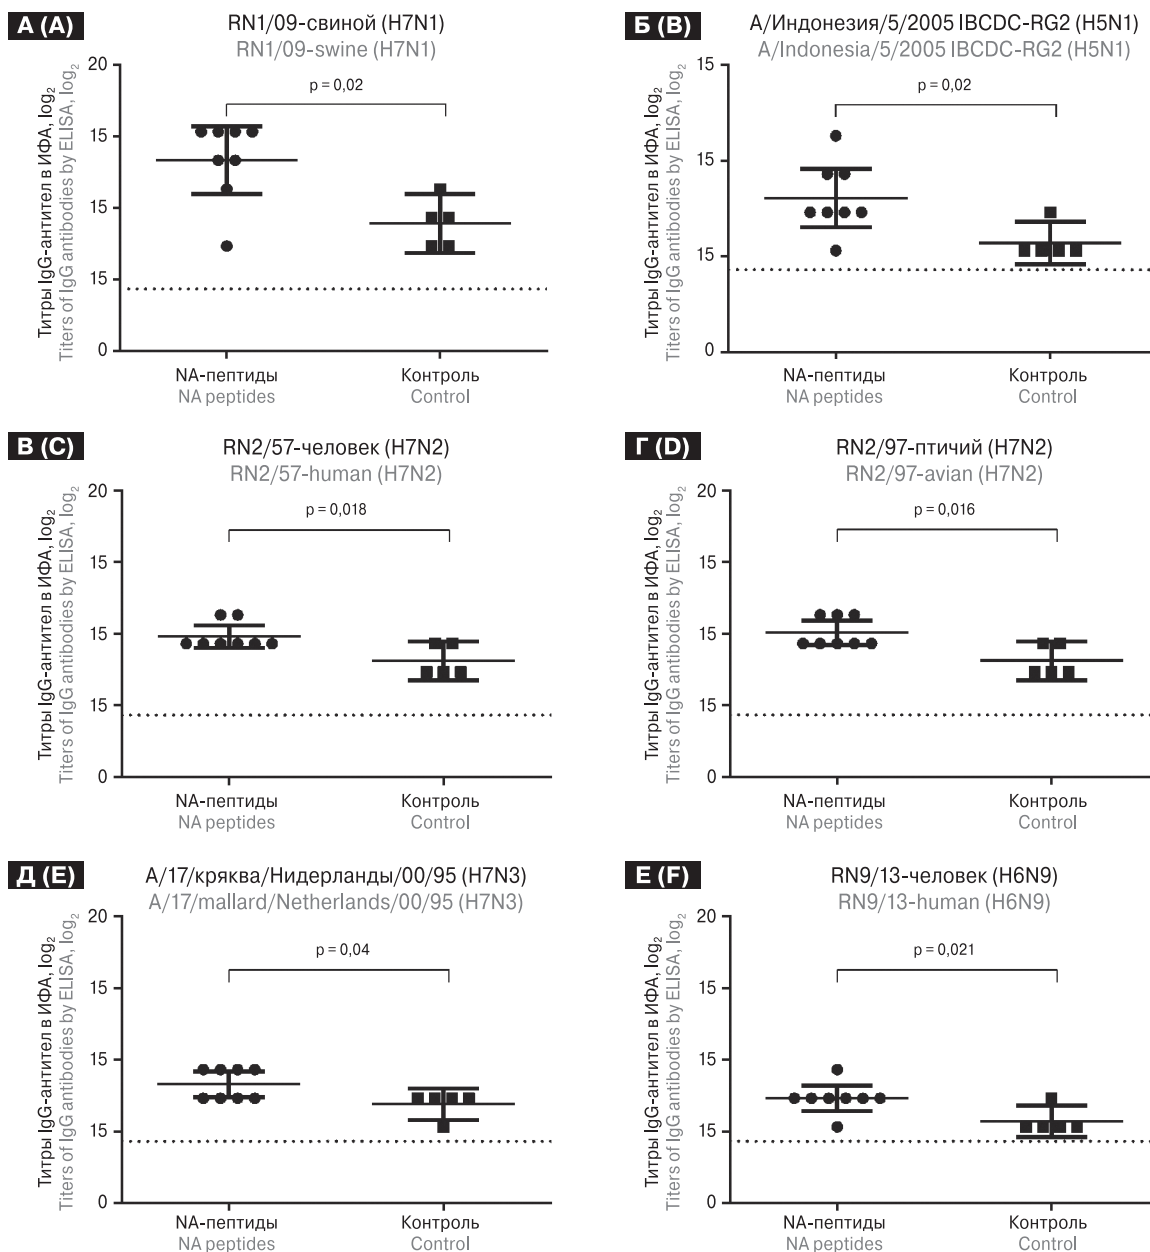 А (A)
RN1/09-свиной (H7N1)
RN1/09-swine (H7N1)
Титры IgG-антител в ИФА, log2
Titers of IgG antibodies by ELISA, log2
20
15
15
15
0
p = 0,02
NA-пептиды
NA peptides
Контроль
Control
Б (B)
A/Индонезия/5/2005 IBCDC-RG2 (H5N1)
A/Indonesia/5/2005 IBCDC-RG2 (H5N1)
Титры IgG-антител в ИФА, log2
Titers of IgG antibodies by ELISA, log2
15
15
15
0
p = 0,02
NA-пептиды
NA peptides
Контроль
Control
В (C)
RN2/57-человек (H7N2)
RN2/57-human (H7N2)
Титры IgG-антител в ИФА, log2
Titers of IgG antibodies by ELISA, log2
20
15
15
15
0
p = 0,018
NA-пептиды
NA peptides
Контроль
Control
Г (D)
RN2/97-птичий (H7N2)
RN2/97-avian (H7N2)
Титры IgG-антител в ИФА, log2
Titers of IgG antibodies by ELISA, log2
20
15
15
15
0
p = 0,016
NA-пептиды
NA peptides
Контроль
Control
Д (E)
A/17/кряква/Нидерланды/00/95 (H7N3)
A/17/mallard/Netherlands/00/95 (H7N3)
Титры IgG-антител в ИФА, log2
Titers of IgG antibodies by ELISA, log2
20
15
15
15
0
p = 0,04
NA-пептиды
NA peptides
Контроль
Control
Е (F)
RN9/13-человек (H6N9)
RN9/13-human (H6N9)
Титры IgG-антител в ИФА, log2
Titers of IgG antibodies by ELISA, log2
20
15
15
15
0
p = 0,021
NA-пептиды
NA peptides
Контроль
Control